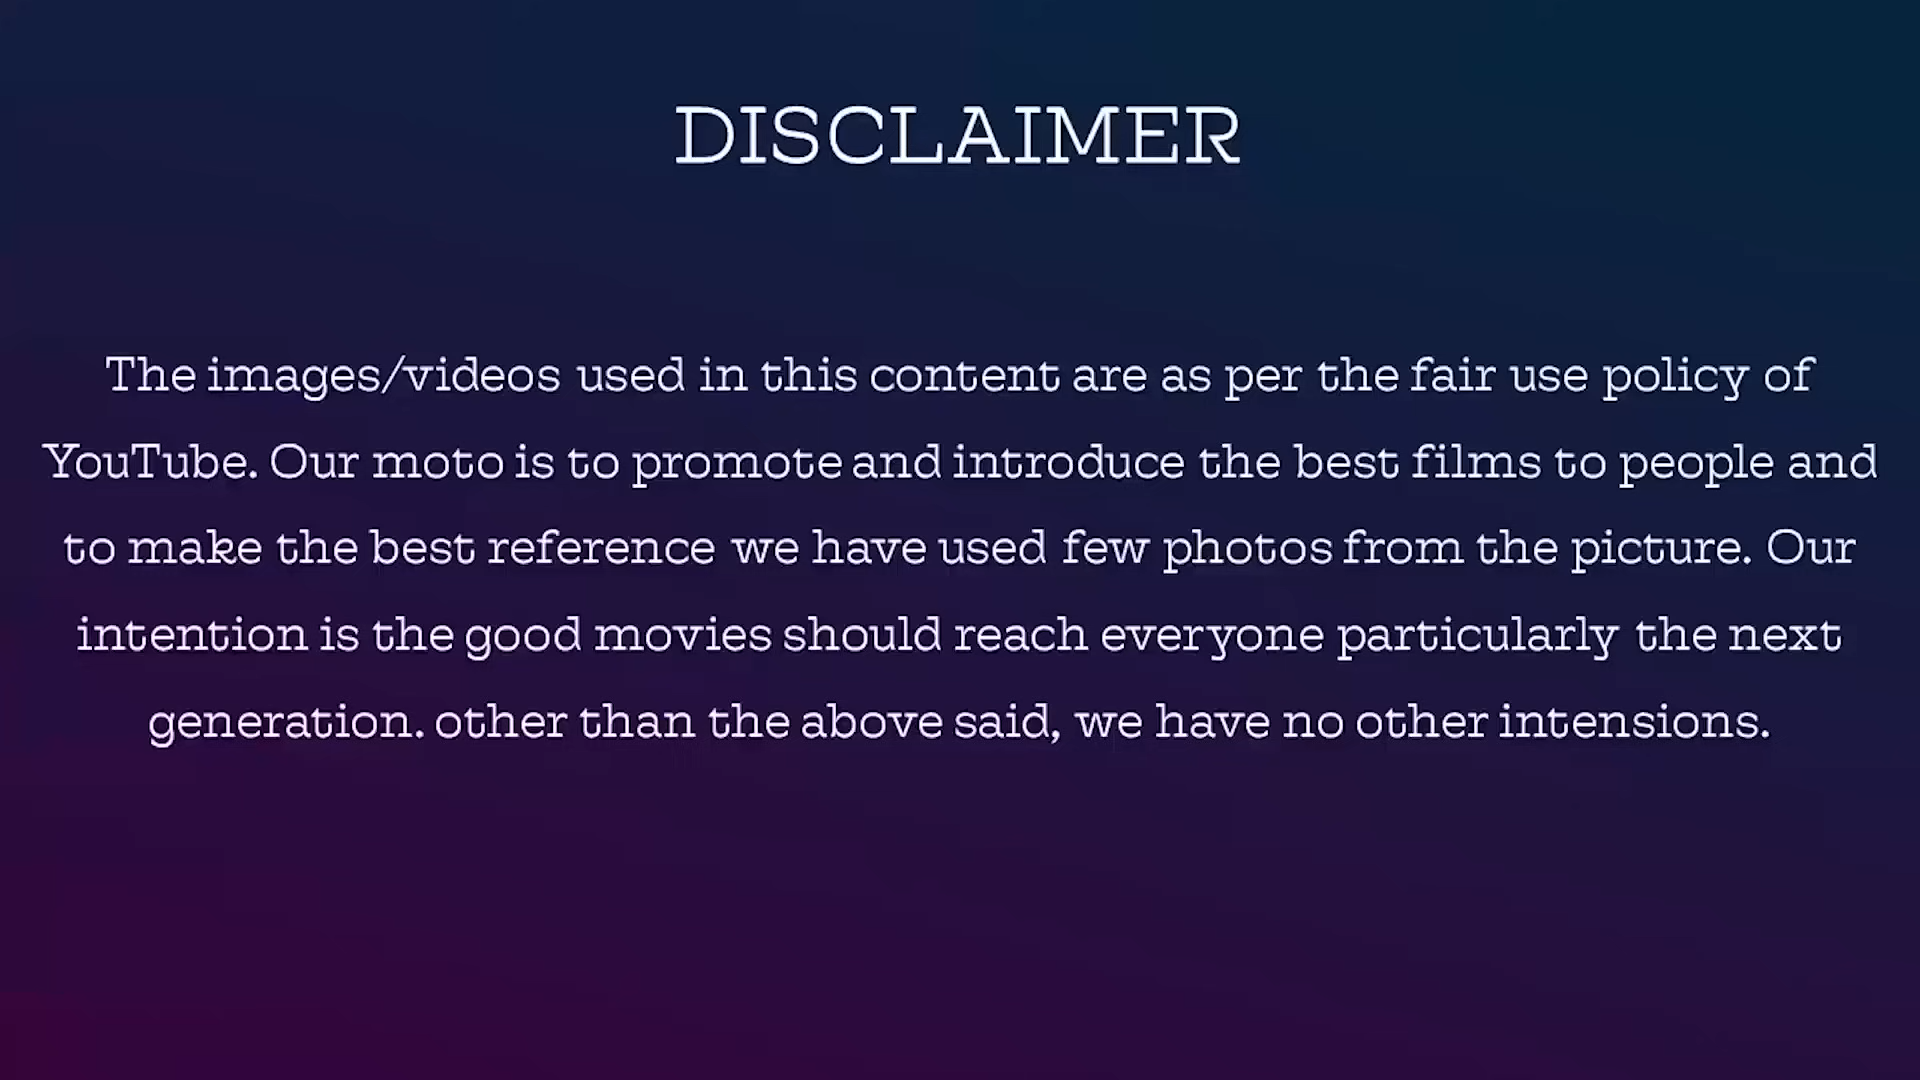 DISCLAIMER
The images/videos used in this content are as per the fair use policy of
YouTube. Our moto is to promote and introduce the best films to people and
to make the best reference we have used few photos from the picture. Our
intention is the good movies should reach everyone particularly the next
generation. other than the above said, we have no other intensions.